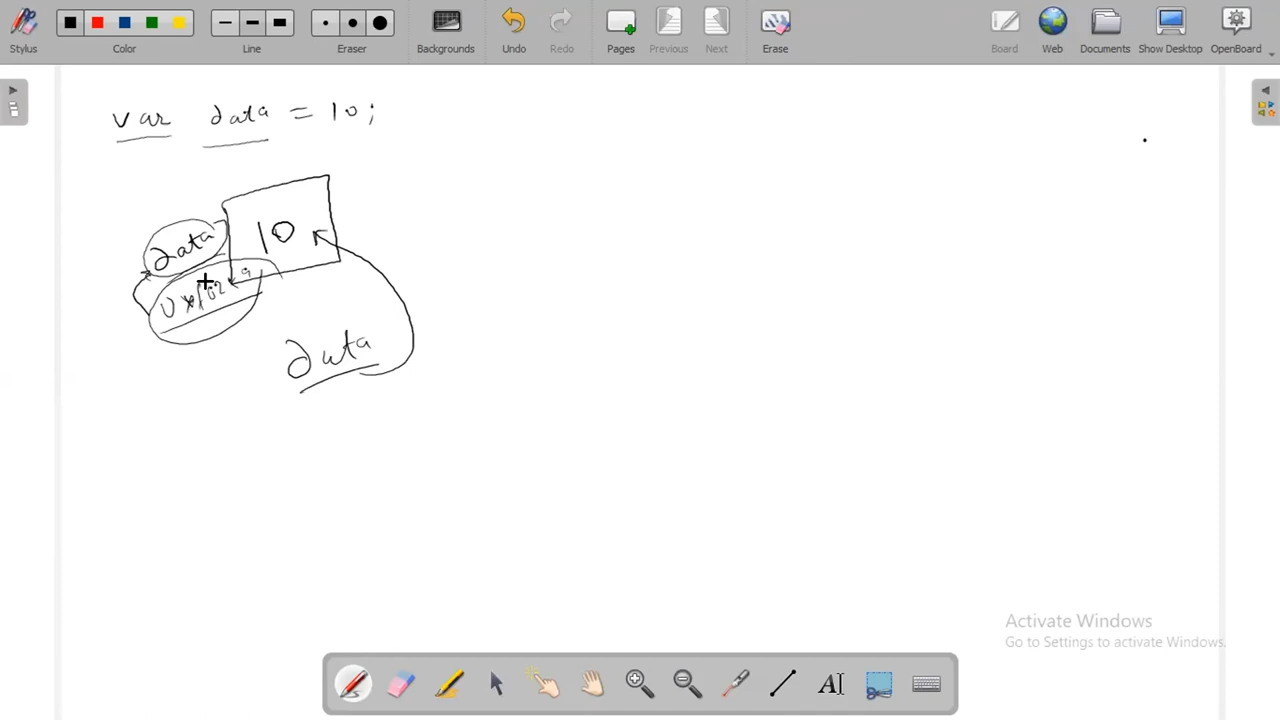 Stylus Color Line Eraser Backgrounds Undo Redo Pages Previous Next Erase Board Web Documents Show Desktop OpenBoard
var data = 10;
data 10
data
Activate Windows
Go to Settings to activate Windows.
AI